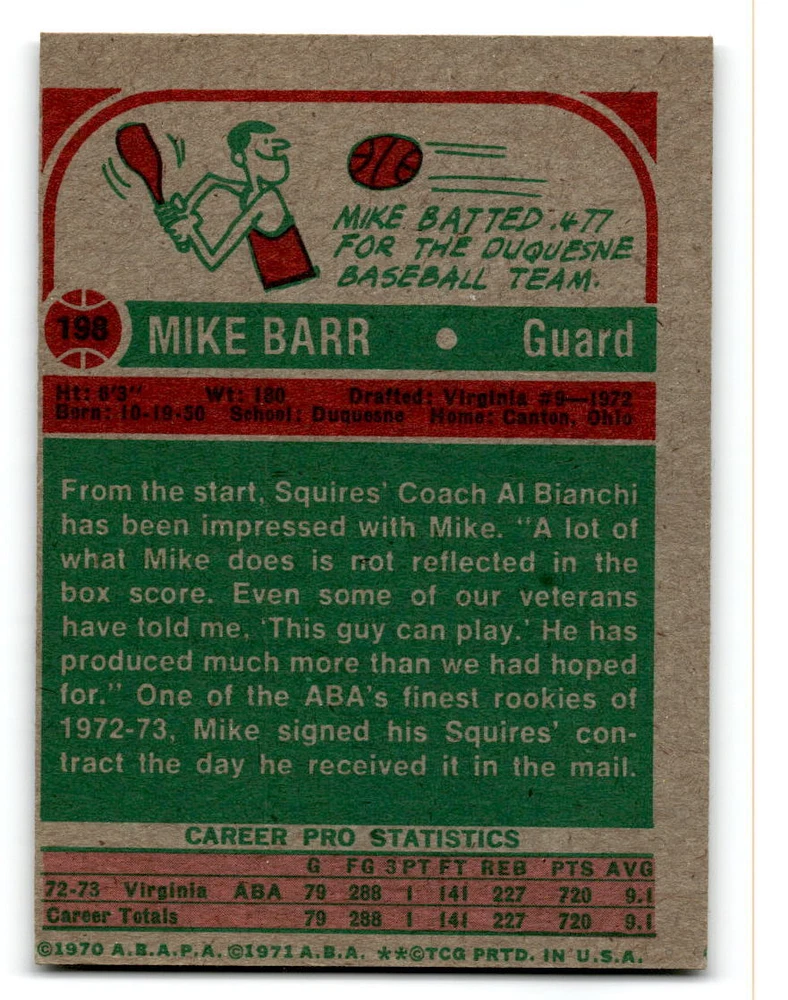 MIKE BATTED .477
FOR THE DUQUESNE
BASEBALL TEAM.
198 MIKE BARR • Guard
Ht: 6'3" Wt: 180 Drafted: Virginia #9—1972
Born: 10-19-50 School: Duquesne Home: Canton, Ohio
From the start, Squires' Coach Al Bianchi
has been impressed with Mike. "A lot of
what Mike does is not reflected in the
box score. Even some of our veterans
have told me, 'This guy can play.' He has
produced much more than we had hoped
for." One of the ABA's finest rookies of
1972-73, Mike signed his Squires' con-
tract the day he received it in the mail.
CAREER PRO STATISTICS
G FG 3PT FT REB PTS AVG
72-73 Virginia ABA 79 288 1 141 227 720 9.1
Career Totals 79 288 1 141 227 720 9.1
©1970 A.B.A.P.A. ©1971 A.B.A. **©TCG PRTD. IN U.S.A.